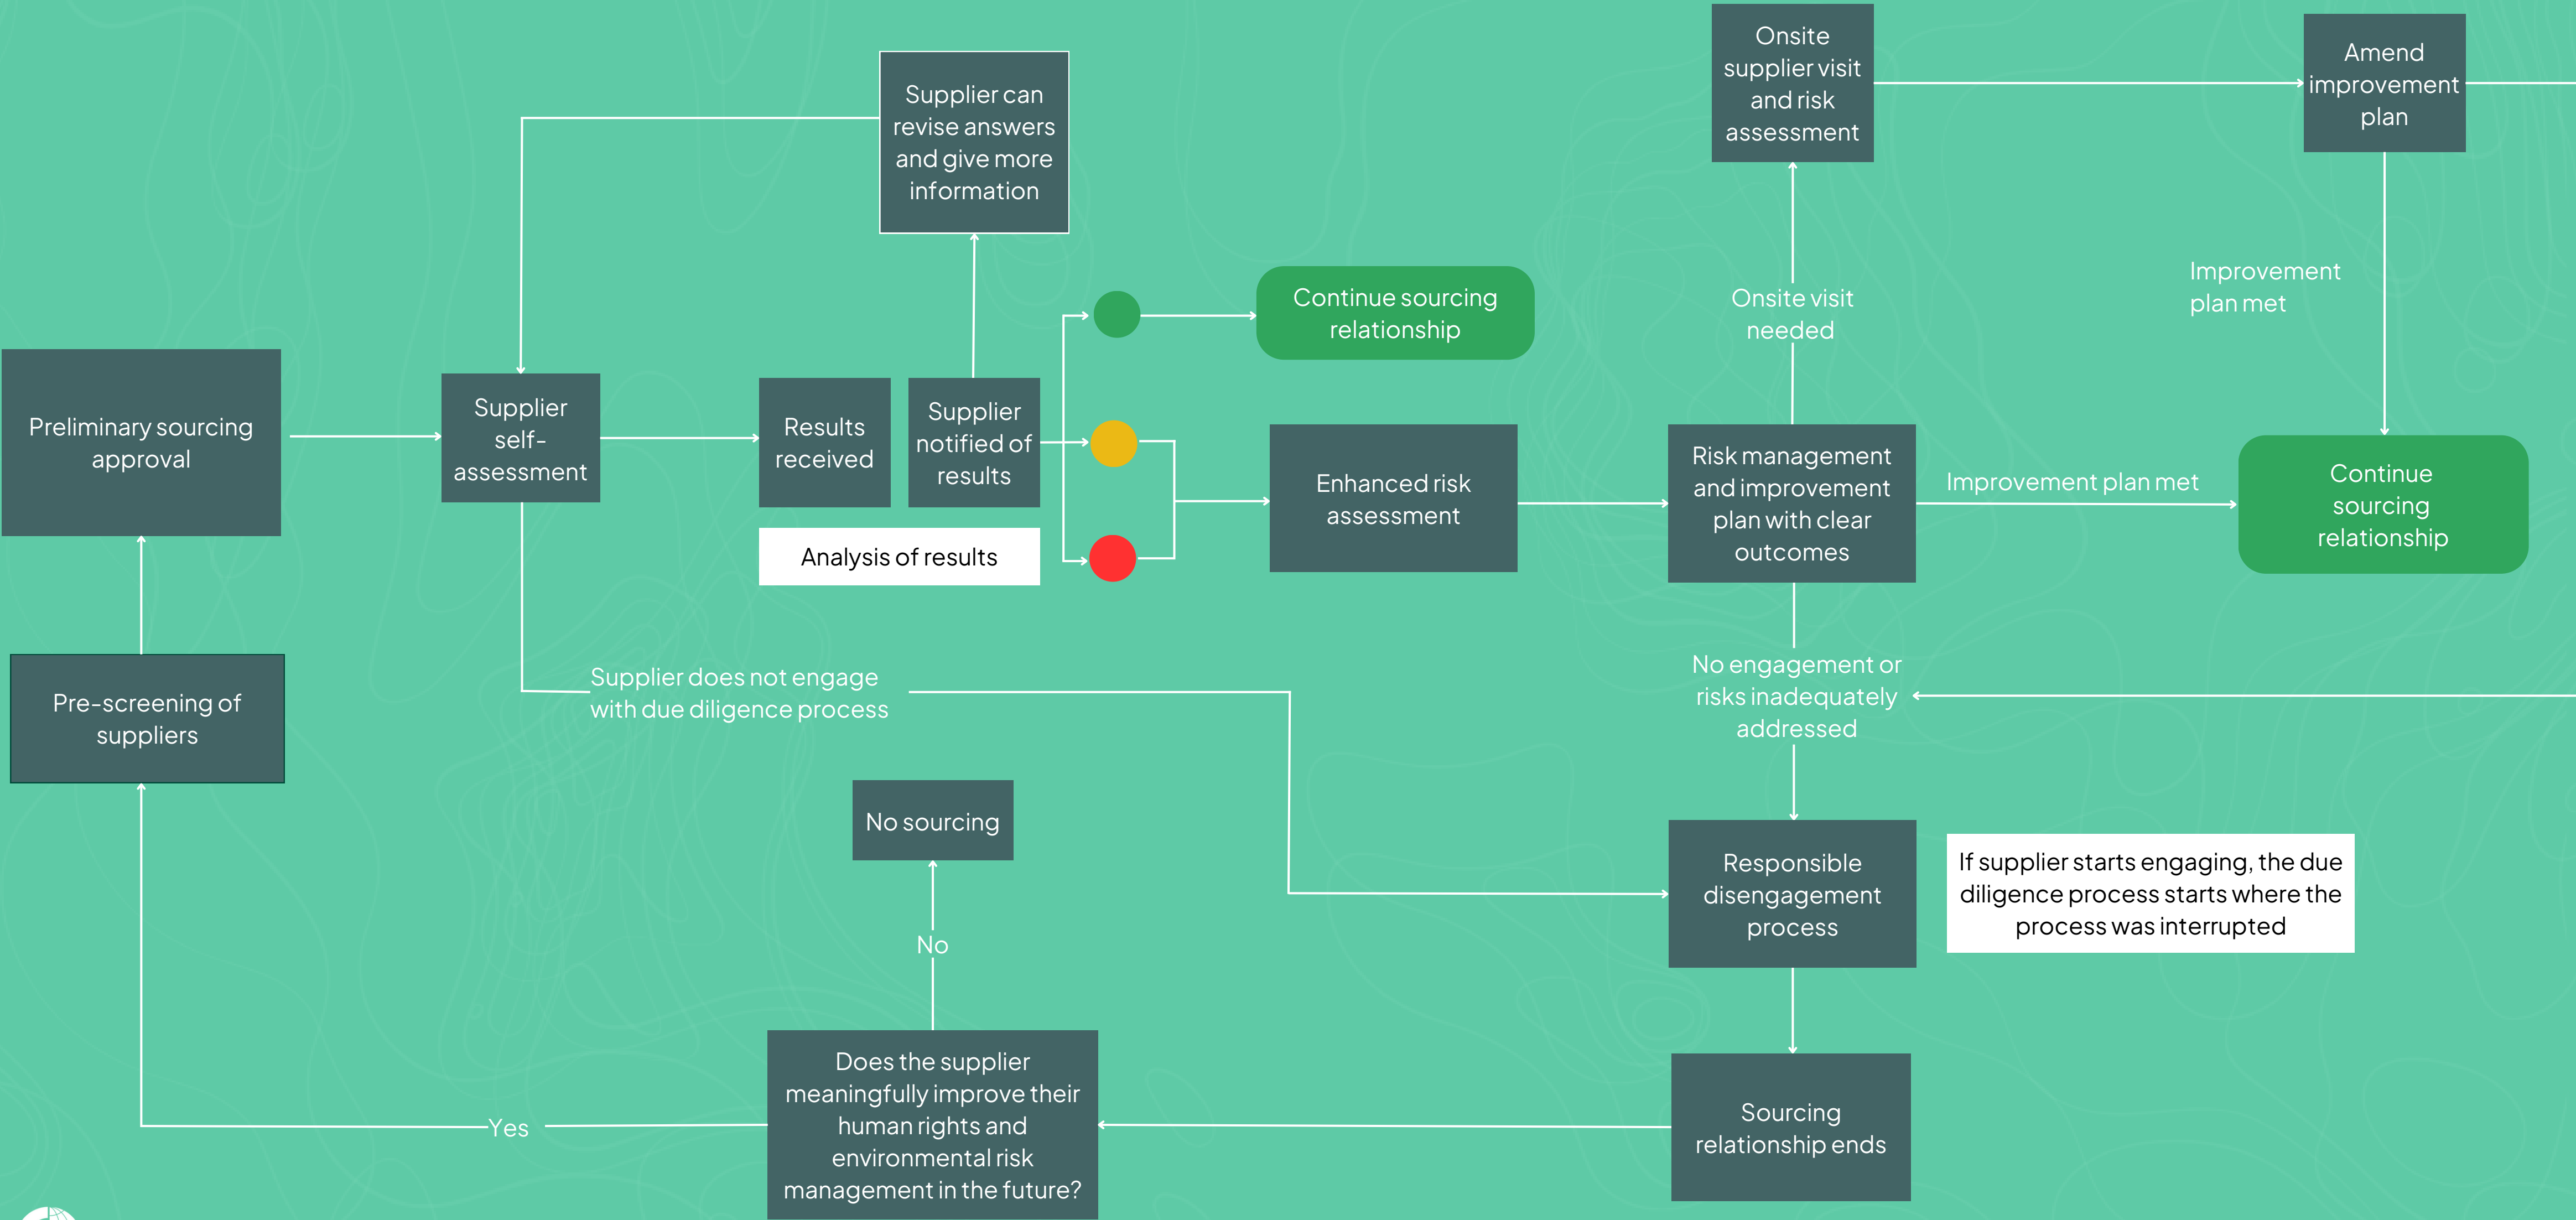 Onsite
supplier visit
and risk
assessment
Amend
improvement
plan
Supplier can
revise answers
and give more
information
Improvement
plan met
Onsite visit
needed
Continue sourcing
relationship
Preliminary sourcing
approval
Supplier
self-
assessment
Results
received
Supplier
notified of
results
Analysis of results
Enhanced risk
assessment
Risk management
and improvement
plan with clear
outcomes
Improvement plan met
Continue
sourcing
relationship
Pre-screening of
suppliers
Supplier does not engage
with due diligence process
No engagement or
risks inadequately
addressed
No sourcing
No
Responsible
disengagement
process
If supplier starts engaging, the due
diligence process starts where the
process was interrupted
Does the supplier
meaningfully improve their
human rights and
environmental risk
management in the future?
Yes
Sourcing
relationship ends